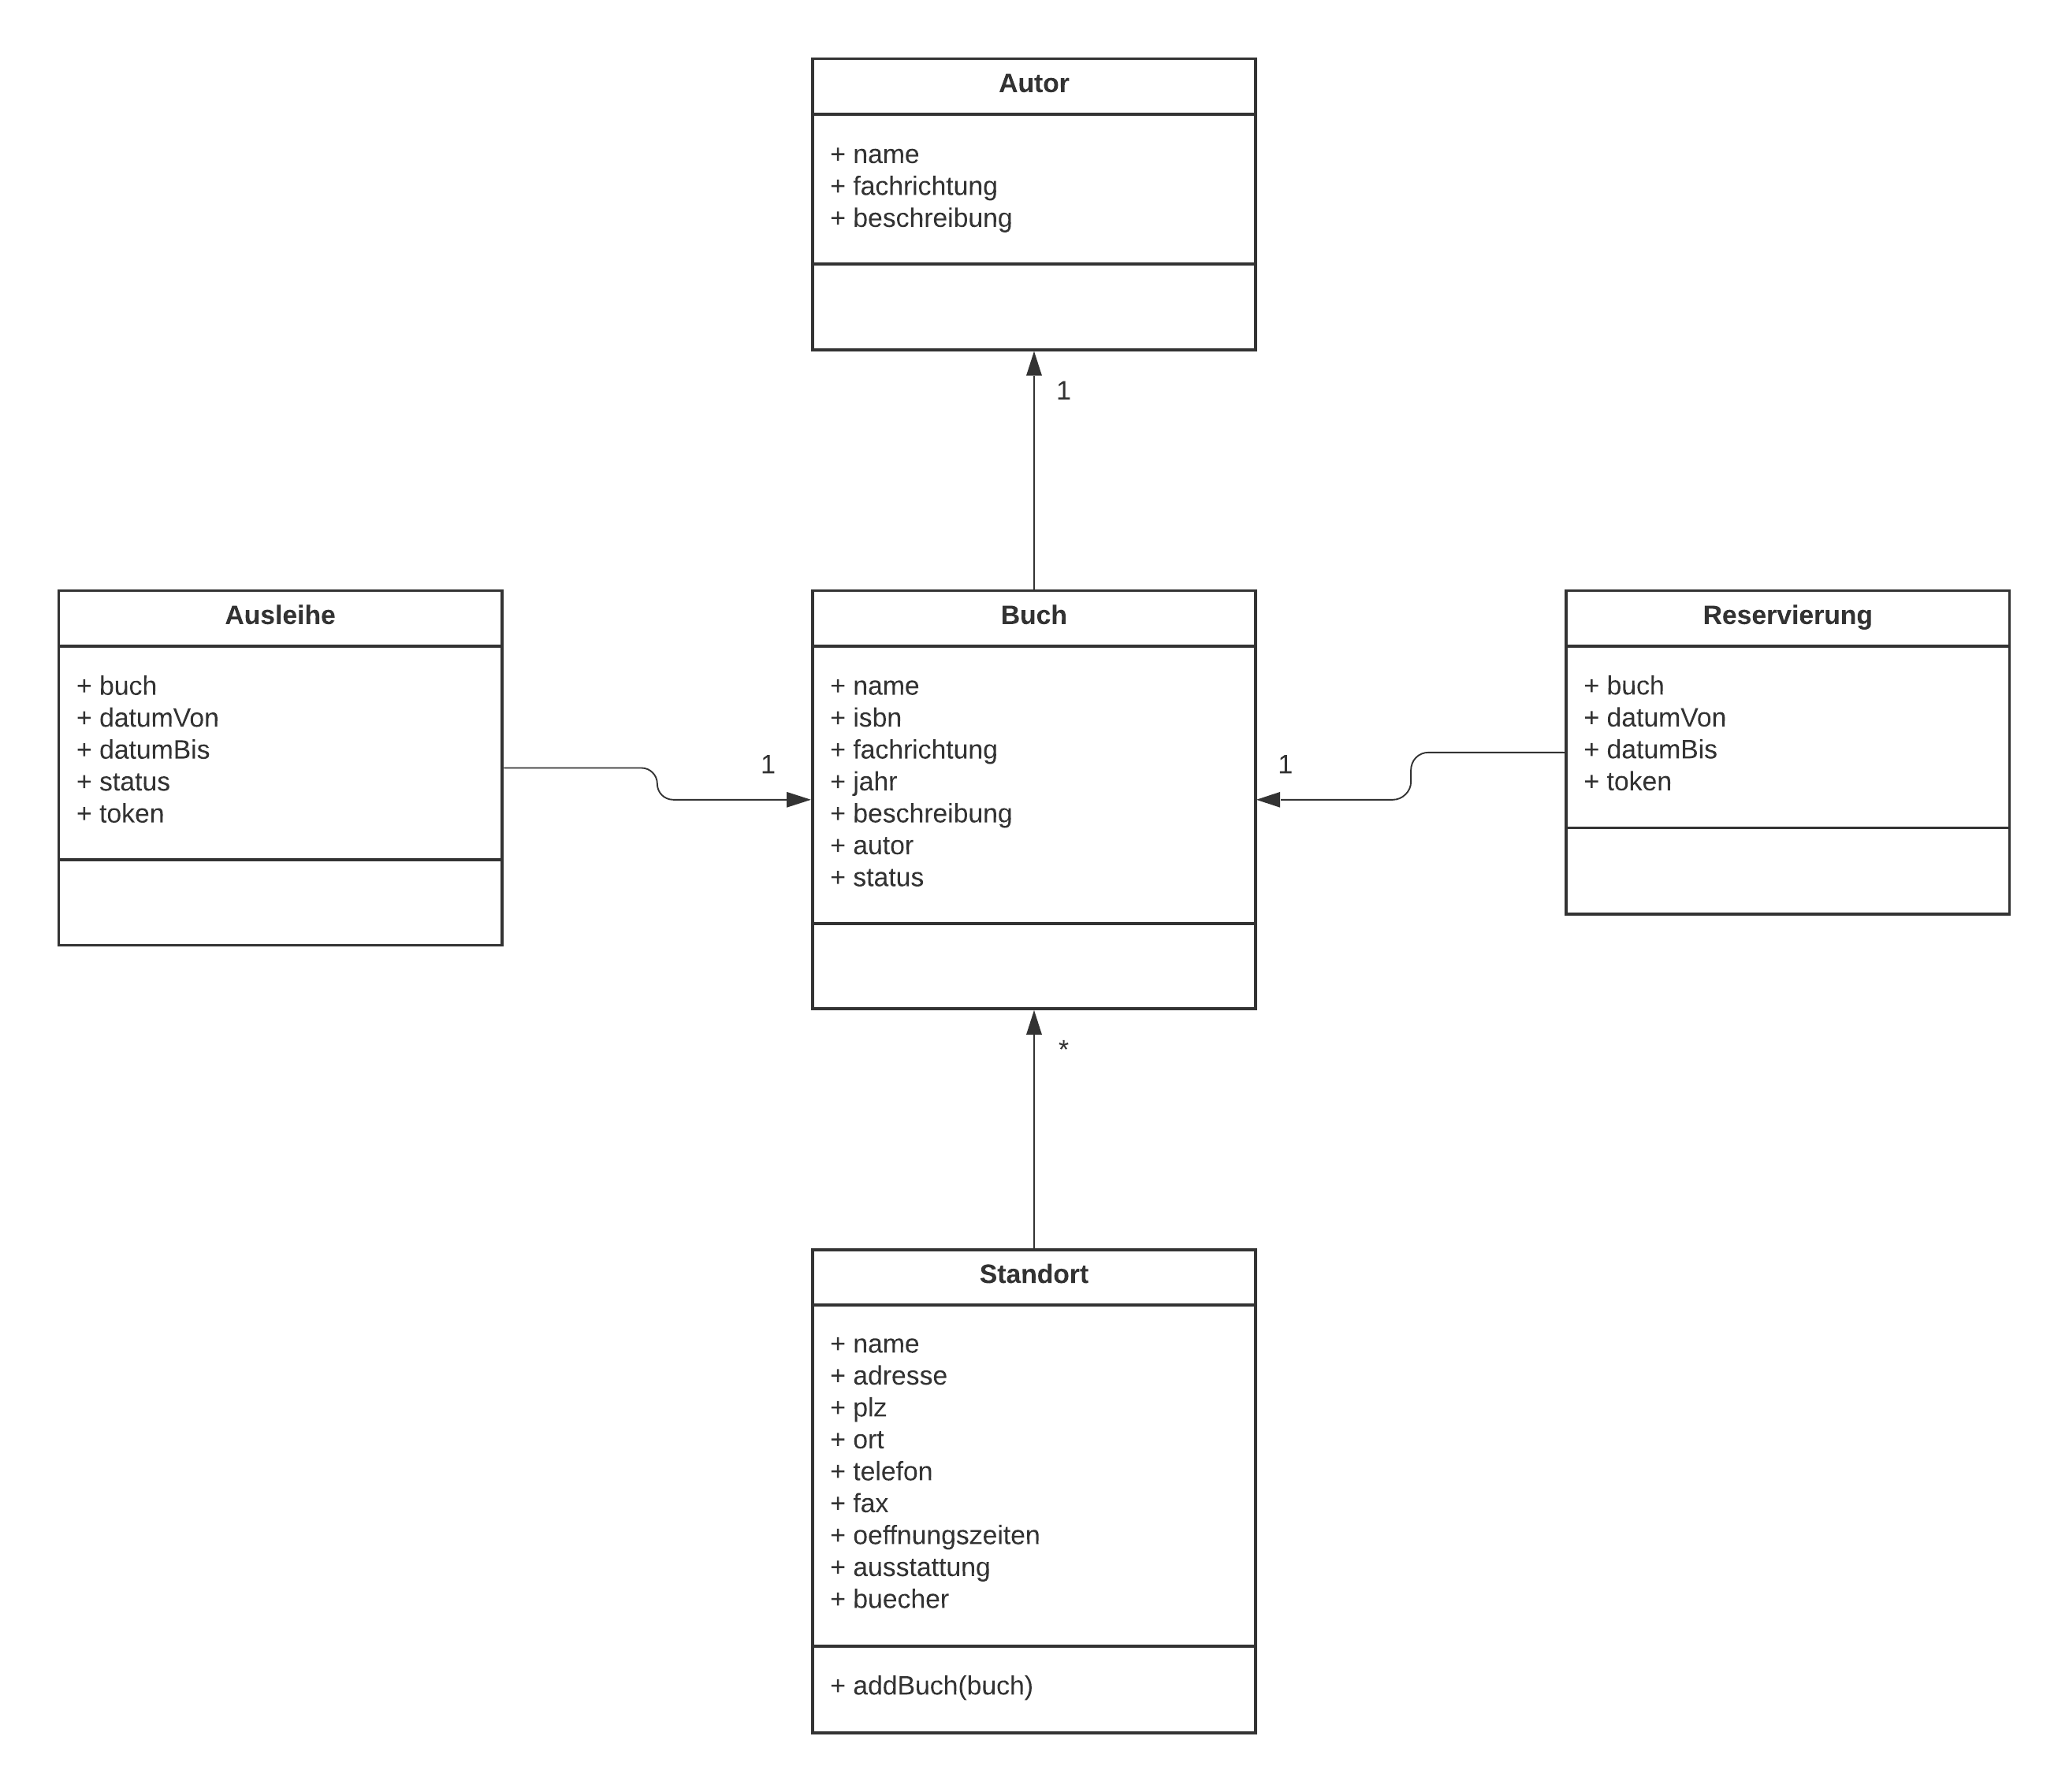 Autor
+ name
+ fachrichtung
+ beschreibung
1
Ausleihe
+ buch
+ datumVon
+ datumBis
+ status
+ token
1
Buch
+ name
+ isbn
+ fachrichtung
+ jahr
+ beschreibung
+ autor
+ status
1
Reservierung
+ buch
+ datumVon
+ datumBis
+ token
*
Standort
+ name
+ adresse
+ plz
+ ort
+ telefon
+ fax
+ oeffnungszeiten
+ ausstattung
+ buecher
+ addBuch(buch)